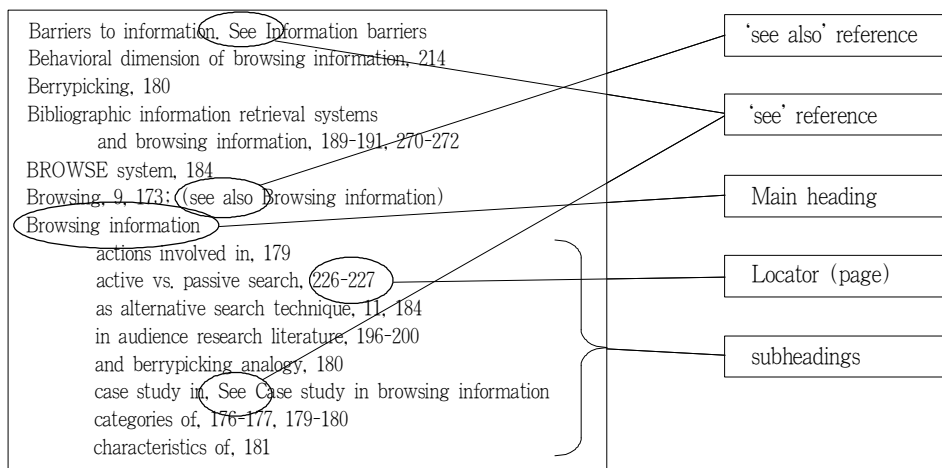 Barriers to information. See Information barriers
Behavioral dimension of browsing information, 214
Berrypicking, 180
Bibliographic information retrieval systems
and browsing information, 189-191, 270-272
BROWSE system, 184
Browsing, 9, 173; (see also Browsing information)
Browsing information
actions involved in, 179
active vs. passive search, 226-227
as alternative search technique, 11, 184
in audience research literature, 196-200
and berrypicking analogy, 180
case study in, See Case study in browsing information
categories of, 176-177, 179-180
characteristics of, 181
‘see also’ reference
‘see’ reference
Main heading
Locator (page)
subheadings